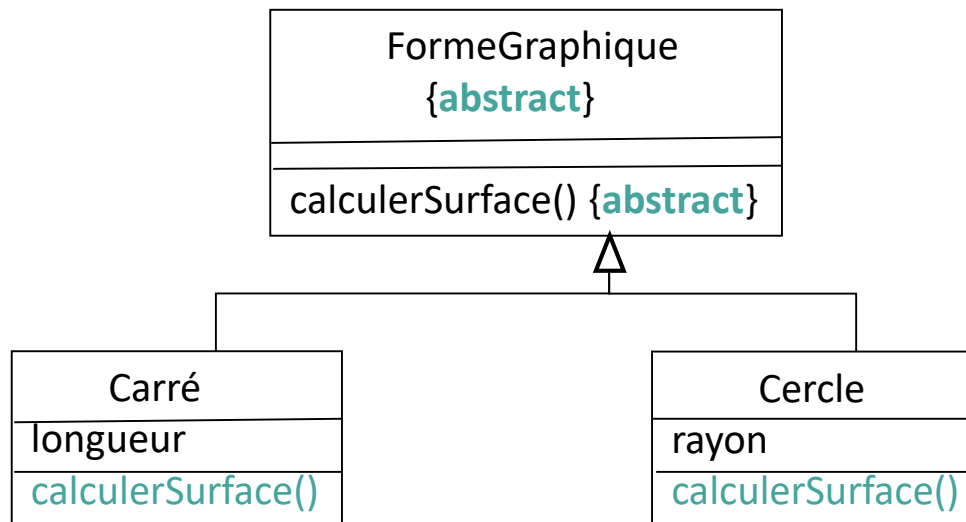 FormeGraphique
{abstract}
calculerSurface() {abstract}
Carré
longueur
calculerSurface()
Cercle
rayon
calculerSurface()